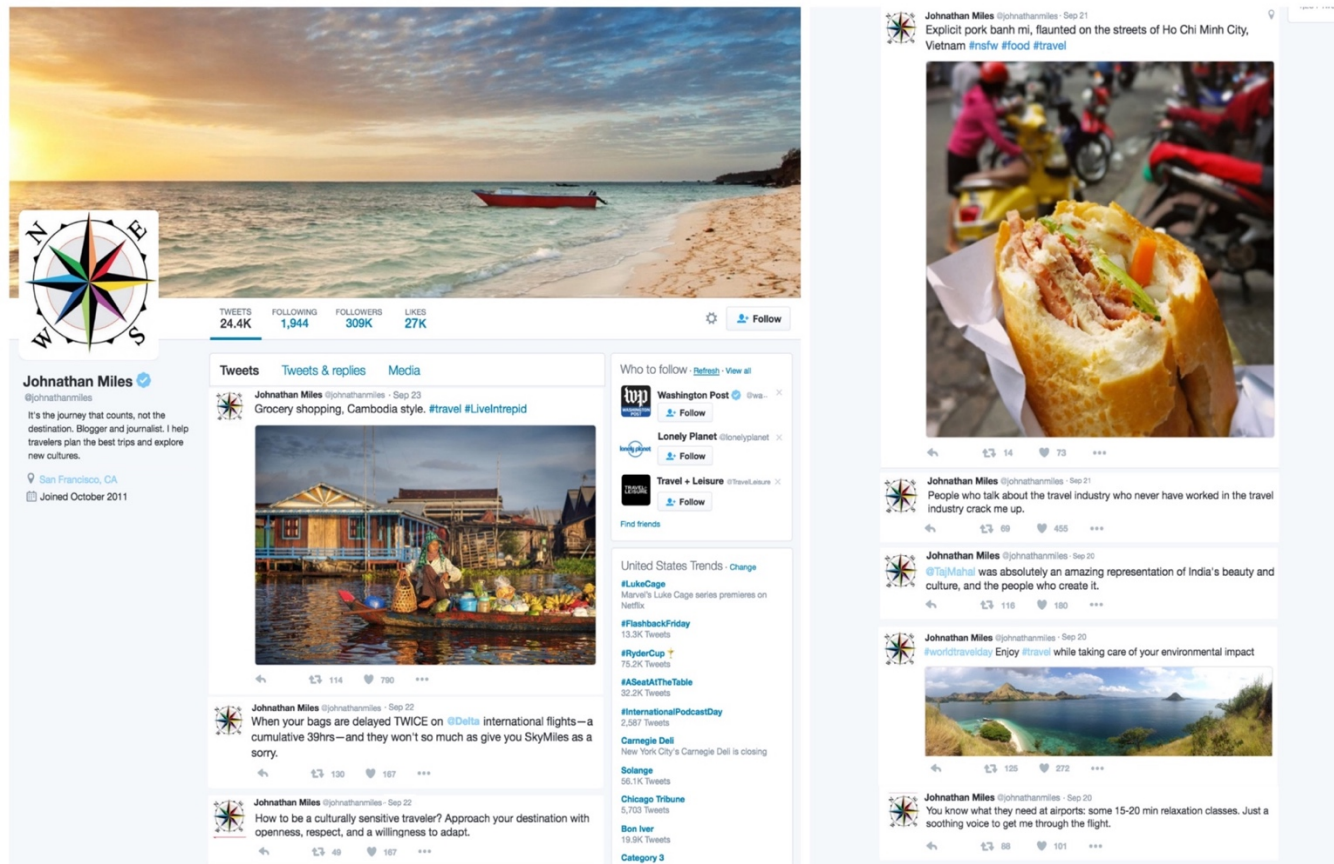 N
E
W
S
TWEETS
24.4K
FOLLOWING
1,944
FOLLOWERS
309K
LIKES
27K
Follow
Johnathan Miles
@johnathanmiles
It's the journey that counts, not the
destination. Blogger and journalist. I help
travelers plan the best trips and explore
new cultures.
San Francisco, CA
Joined October 2011
Tweets Tweets & replies Media
Johnathan Miles @johnathanmiles · Sep 23
Grocery shopping, Cambodia style. #travel #LiveIntrepid
114 790
Johnathan Miles @johnathanmiles · Sep 22
When your bags are delayed TWICE on @Delta international flights—a
cumulative 39hrs—and they won't so much as give you SkyMiles as a
sorry.
130 167
Johnathan Miles @johnathanmiles · Sep 22
How to be a culturally sensitive traveler? Approach your destination with
openness, respect, and a willingness to adapt.
49 167
Who to follow · Refresh · View all
wp
WASHINGTON
POST
Washington Post @wa..
Follow
lonely planet
Lonely Planet @lonelyplanet
Follow
TRAVEL+
LEISURE
Travel + Leisure @TravelLeisure
Follow
Find friends
United States Trends · Change
#LukeCage
Marvel's Luke Cage series premieres on
Netflix
#FlashbackFriday
13.3K Tweets
#RyderCup
75.2K Tweets
#ASeatAtTheTable
32.2K Tweets
#InternationalPodcastDay
2,587 Tweets
Carnegie Deli
New York City's Carnegie Deli is closing
Solange
56.1K Tweets
Chicago Tribune
5,703 Tweets
Bon Iver
19.9K Tweets
Category 3
Johnathan Miles @johnathanmiles · Sep 21
Explicit pork banh mi, flaunted on the streets of Ho Chi Minh City,
Vietnam #nsfw #food #travel
14 73
Johnathan Miles @johnathanmiles · Sep 21
People who talk about the travel industry who never have worked in the travel
industry crack me up.
69 455
Johnathan Miles @johnathanmiles · Sep 20
@TajMahal was absolutely an amazing representation of India's beauty and
culture, and the people who create it.
116 180
Johnathan Miles @johnathanmiles · Sep 20
#worldtravelday Enjoy #travel while taking care of your environmental impact
125 272
Johnathan Miles @johnathanmiles · Sep 20
You know what they need at airports: some 15-20 min relaxation classes. Just a
soothing voice to get me through the flight.
68 101